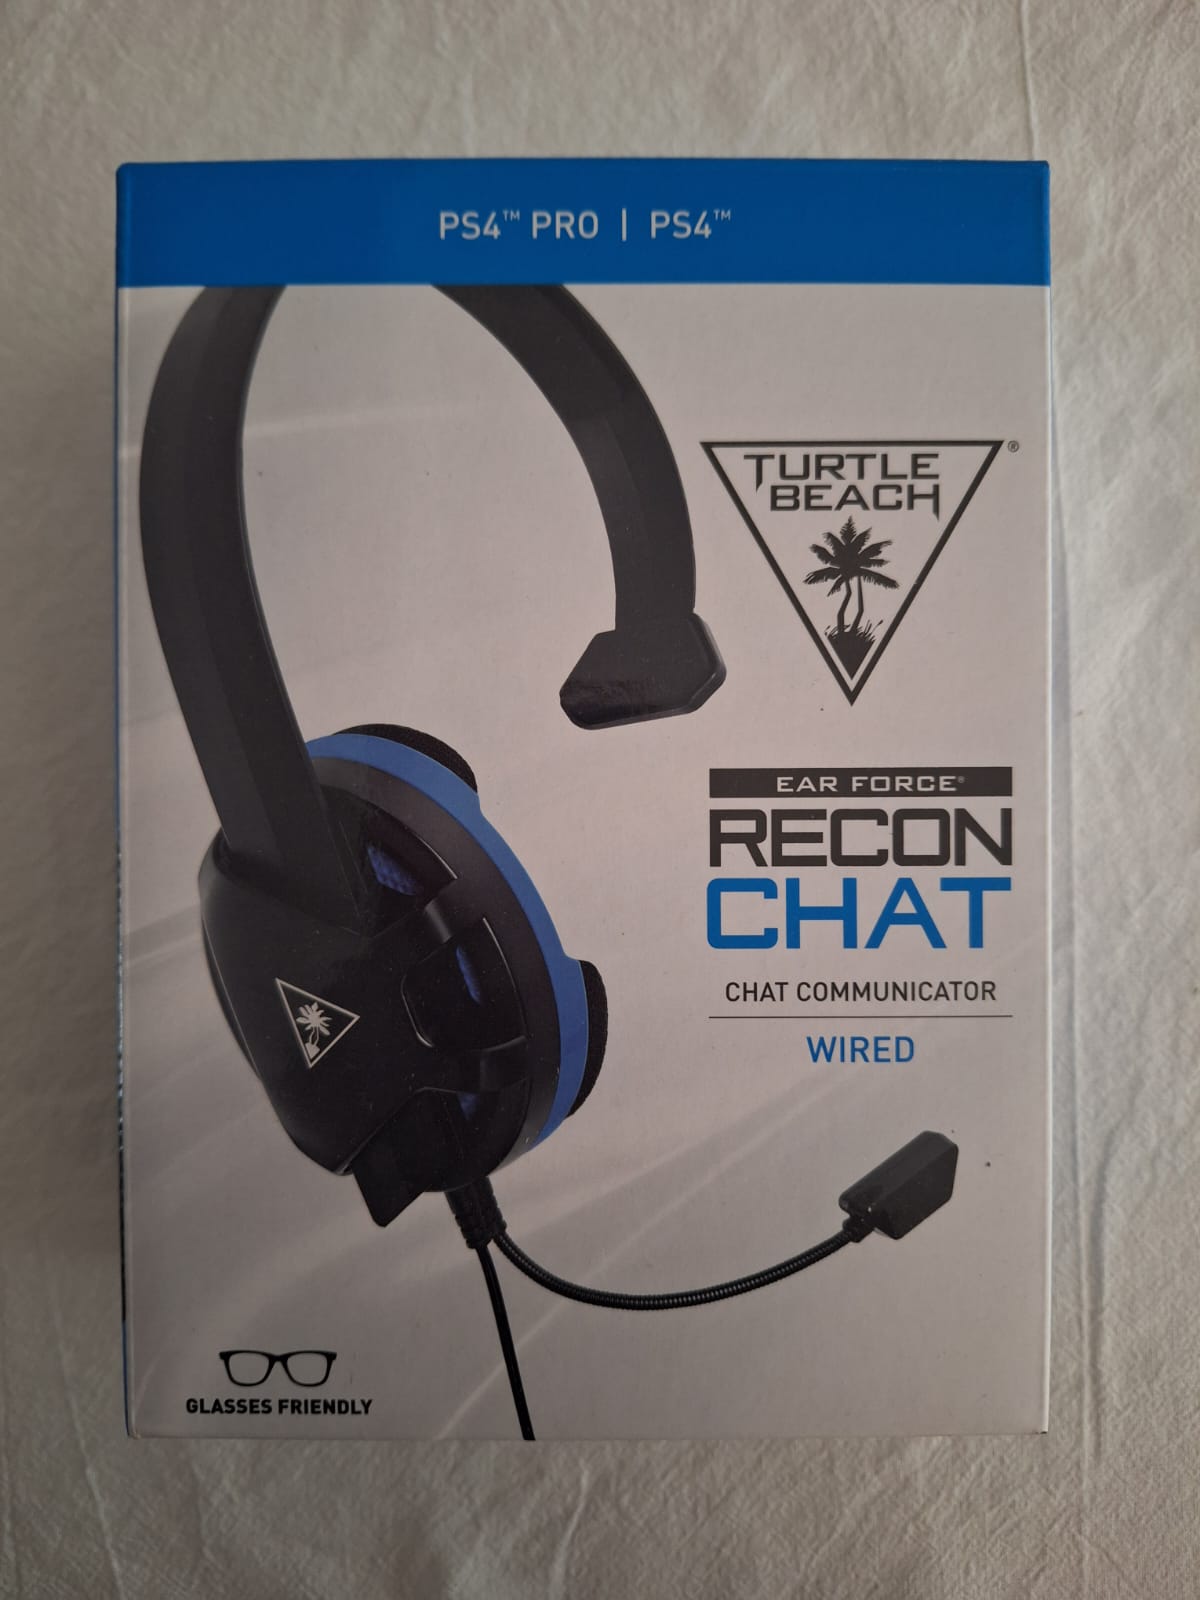 PS4™ PRO | PS4™
TURTLE
BEACH®
EAR FORCE®
RECON
CHAT
CHAT COMMUNICATOR
WIRED
GLASSES FRIENDLY